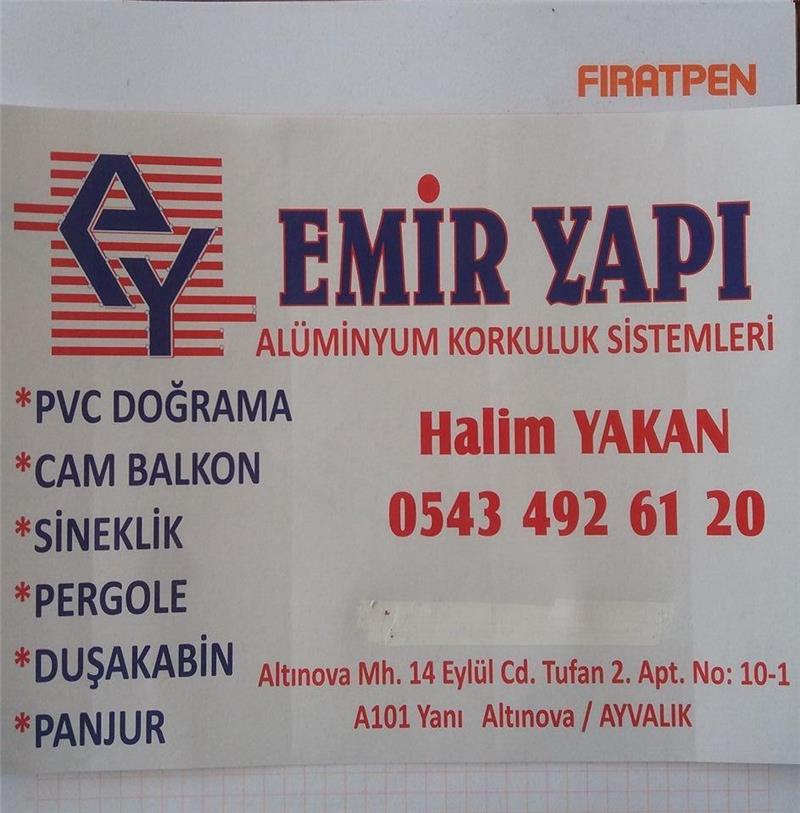 FIRATPEN
EY
EMİR YAPI
ALÜMİNYUM KORKULUK SİSTEMLERİ
*PVC DOĞRAMA
*CAM BALKON
*SİNEKLİK
*PERGOLE
*DUŞAKABİN
*PANJUR
Halim YAKAN
0543 492 61 20
Altınova Mh. 14 Eylül Cd. Tufan 2. Apt. No: 10-1
A101 Yanı Altınova / AYVALIK